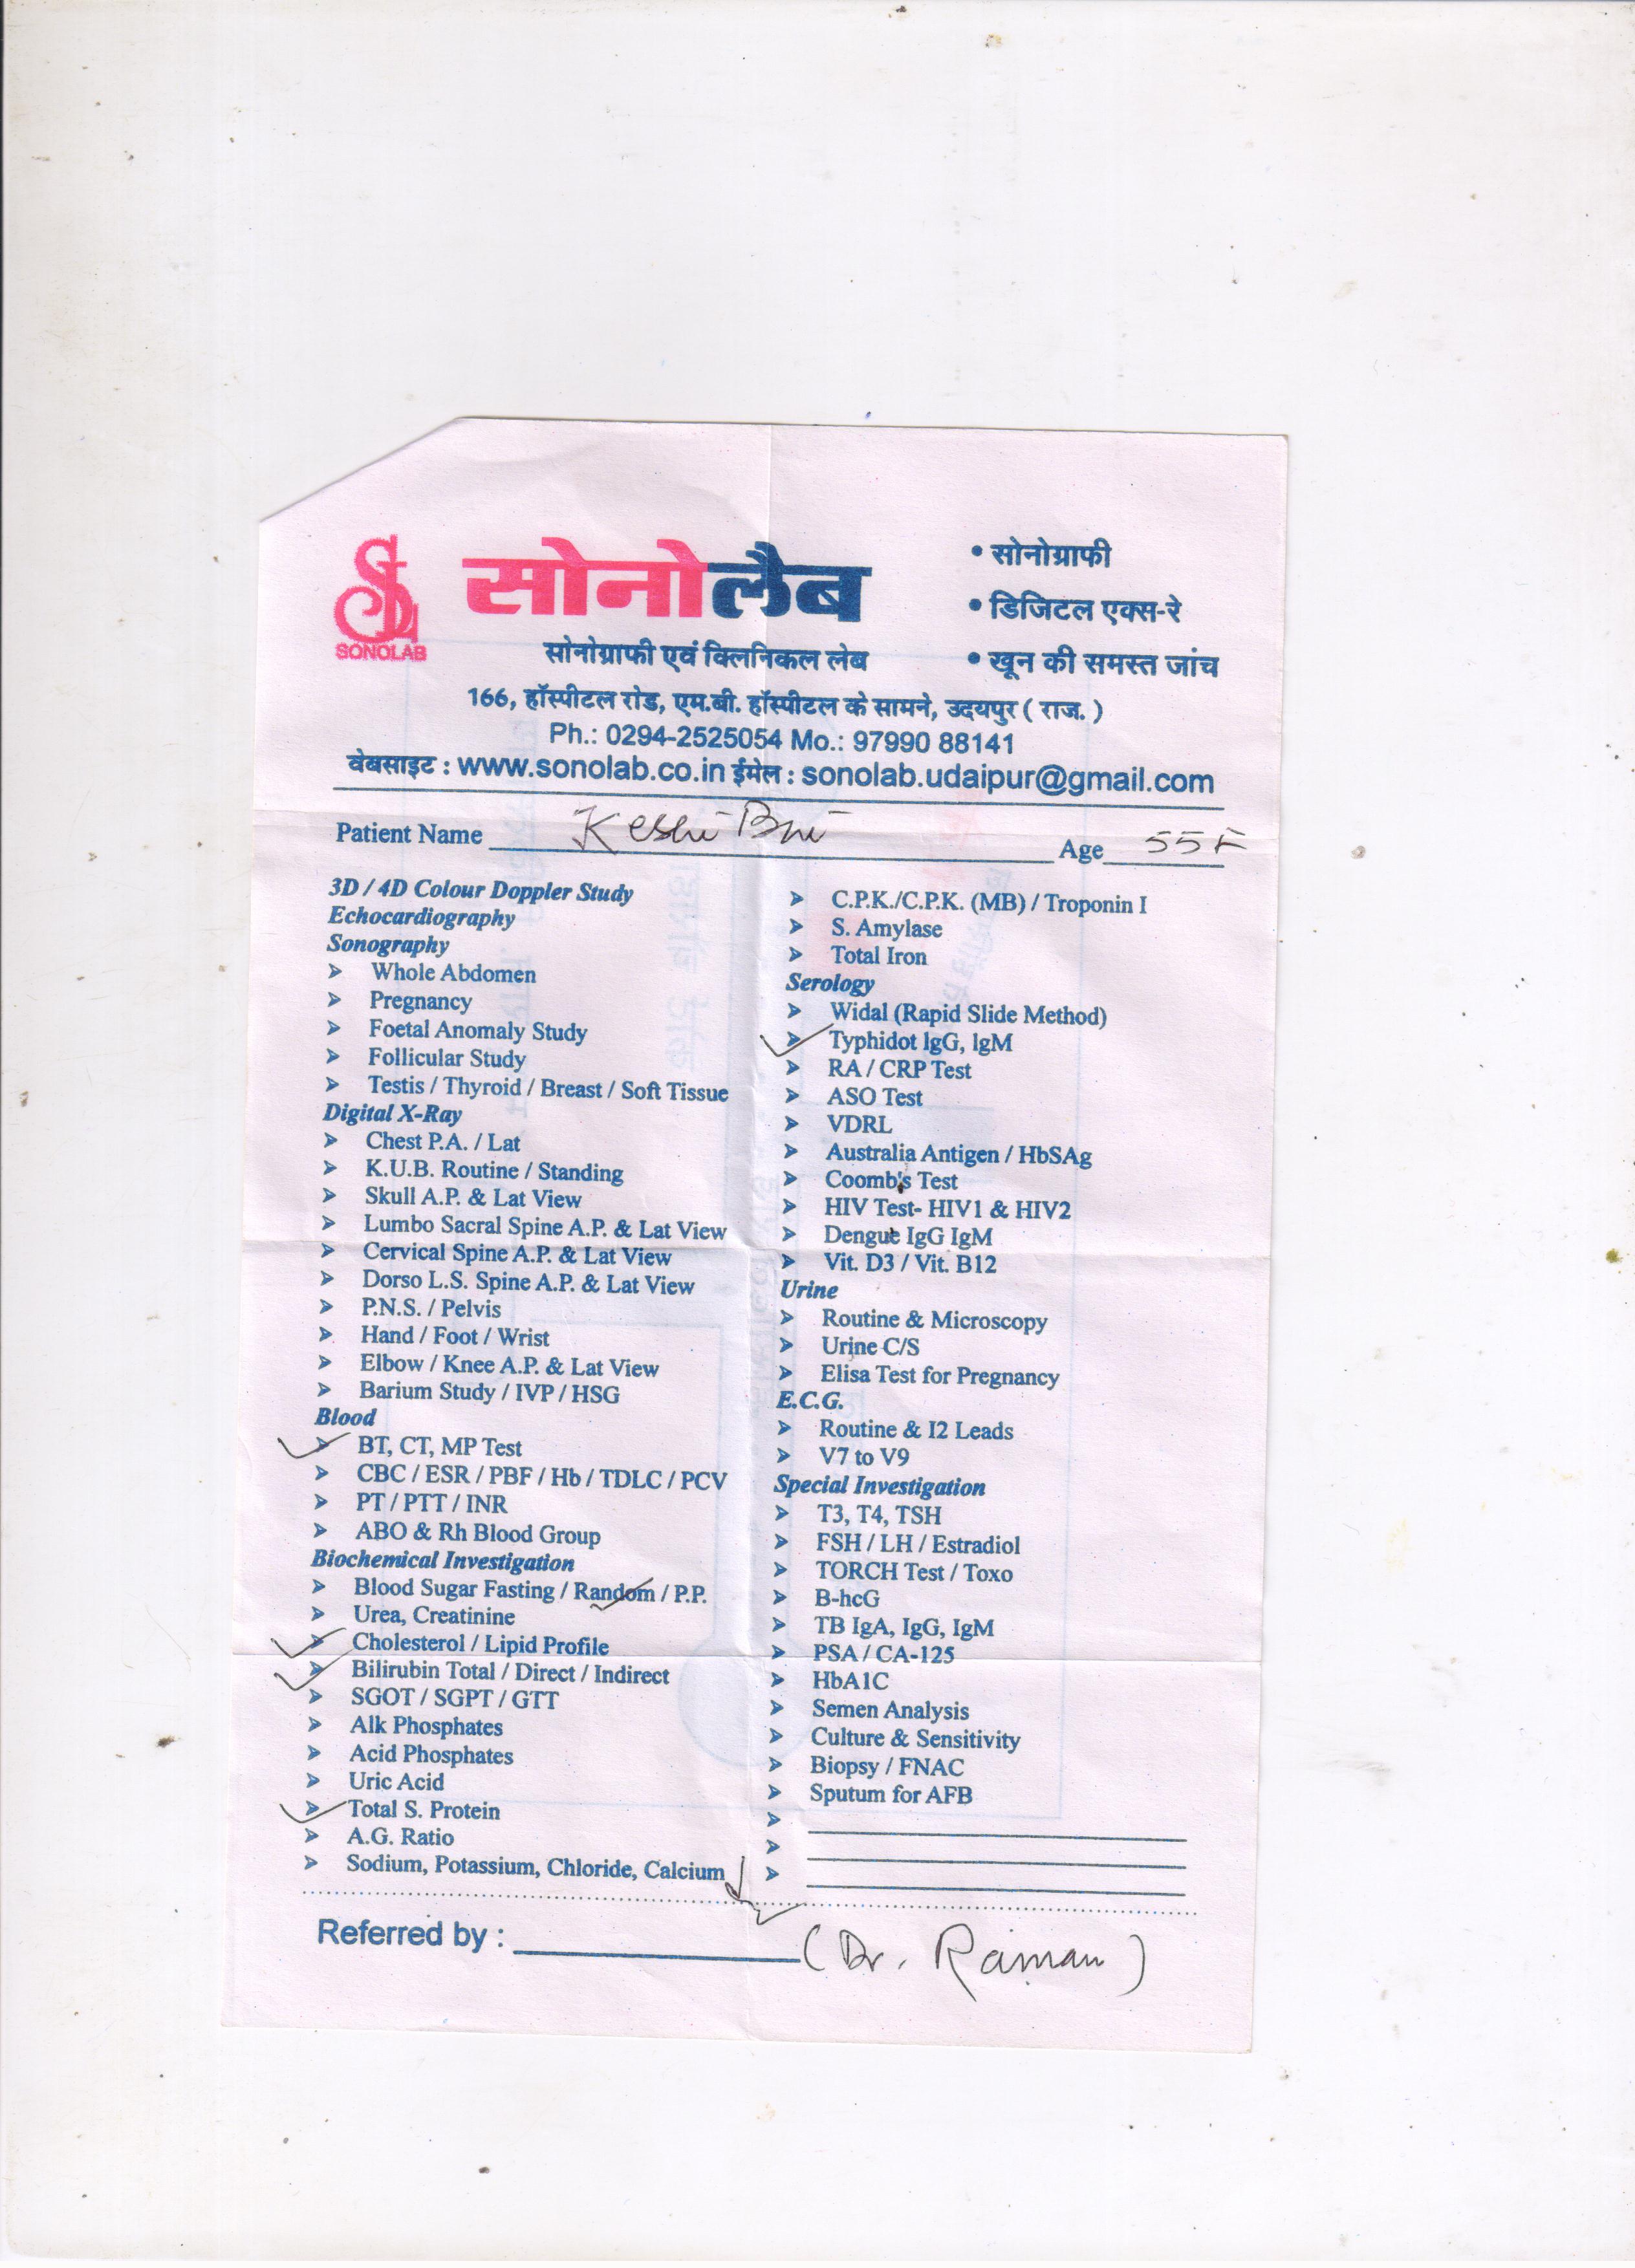 सोनोलैब
SONOLAB
सोनोग्राफी एवं क्लिनिकल लेब
• सोनोग्राफी
• डिजिटल एक्स-रे
• खून की समस्त जांच
166, हॉस्पीटल रोड, एम.बी. हॉस्पीटल के सामने, उदयपुर ( राज. )
Ph.: 0294-2525054 Mo.: 97990 88141
वेबसाइट : www.sonolab.co.in ईमेल : sonolab.udaipur@gmail.com
Patient Name Age 55 F
3D / 4D Colour Doppler Study
Echocardiography
Sonography
Whole Abdomen
Pregnancy
Foetal Anomaly Study
Follicular Study
Testis / Thyroid / Breast / Soft Tissue
Digital X-Ray
Chest P.A. / Lat
K.U.B. Routine / Standing
Skull A.P. & Lat View
Lumbo Sacral Spine A.P. & Lat View
Cervical Spine A.P. & Lat View
Dorso L.S. Spine A.P. & Lat View
P.N.S. / Pelvis
Hand / Foot / Wrist
Elbow / Knee A.P. & Lat View
Barium Study / IVP / HSG
Blood
BT, CT, MP Test
CBC / ESR / PBF / Hb / TDLC / PCV
PT / PTT / INR
ABO & Rh Blood Group
Biochemical Investigation
Blood Sugar Fasting / Random / P.P.
Urea, Creatinine
Cholesterol / Lipid Profile
Bilirubin Total / Direct / Indirect
SGOT / SGPT / GTT
Alk Phosphates
Acid Phosphates
Uric Acid
Total S. Protein
A.G. Ratio
Sodium, Potassium, Chloride, Calcium
C.P.K./C.P.K. (MB) / Troponin I
S. Amylase
Total Iron
Serology
Widal (Rapid Slide Method)
Typhidot lgG, lgM
RA / CRP Test
ASO Test
VDRL
Australia Antigen / HbSAg
Coomb's Test
HIV Test- HIV1 & HIV2
Dengue IgG IgM
Vit. D3 / Vit. B12
Urine
Routine & Microscopy
Urine C/S
Elisa Test for Pregnancy
E.C.G.
Routine & I2 Leads
V7 to V9
Special Investigation
T3, T4, TSH
FSH / LH / Estradiol
TORCH Test / Toxo
B-hcG
TB IgA, IgG, IgM
PSA / CA-125
HbA1C
Semen Analysis
Culture & Sensitivity
Biopsy / FNAC
Sputum for AFB
Referred by : (Dr. Raman)